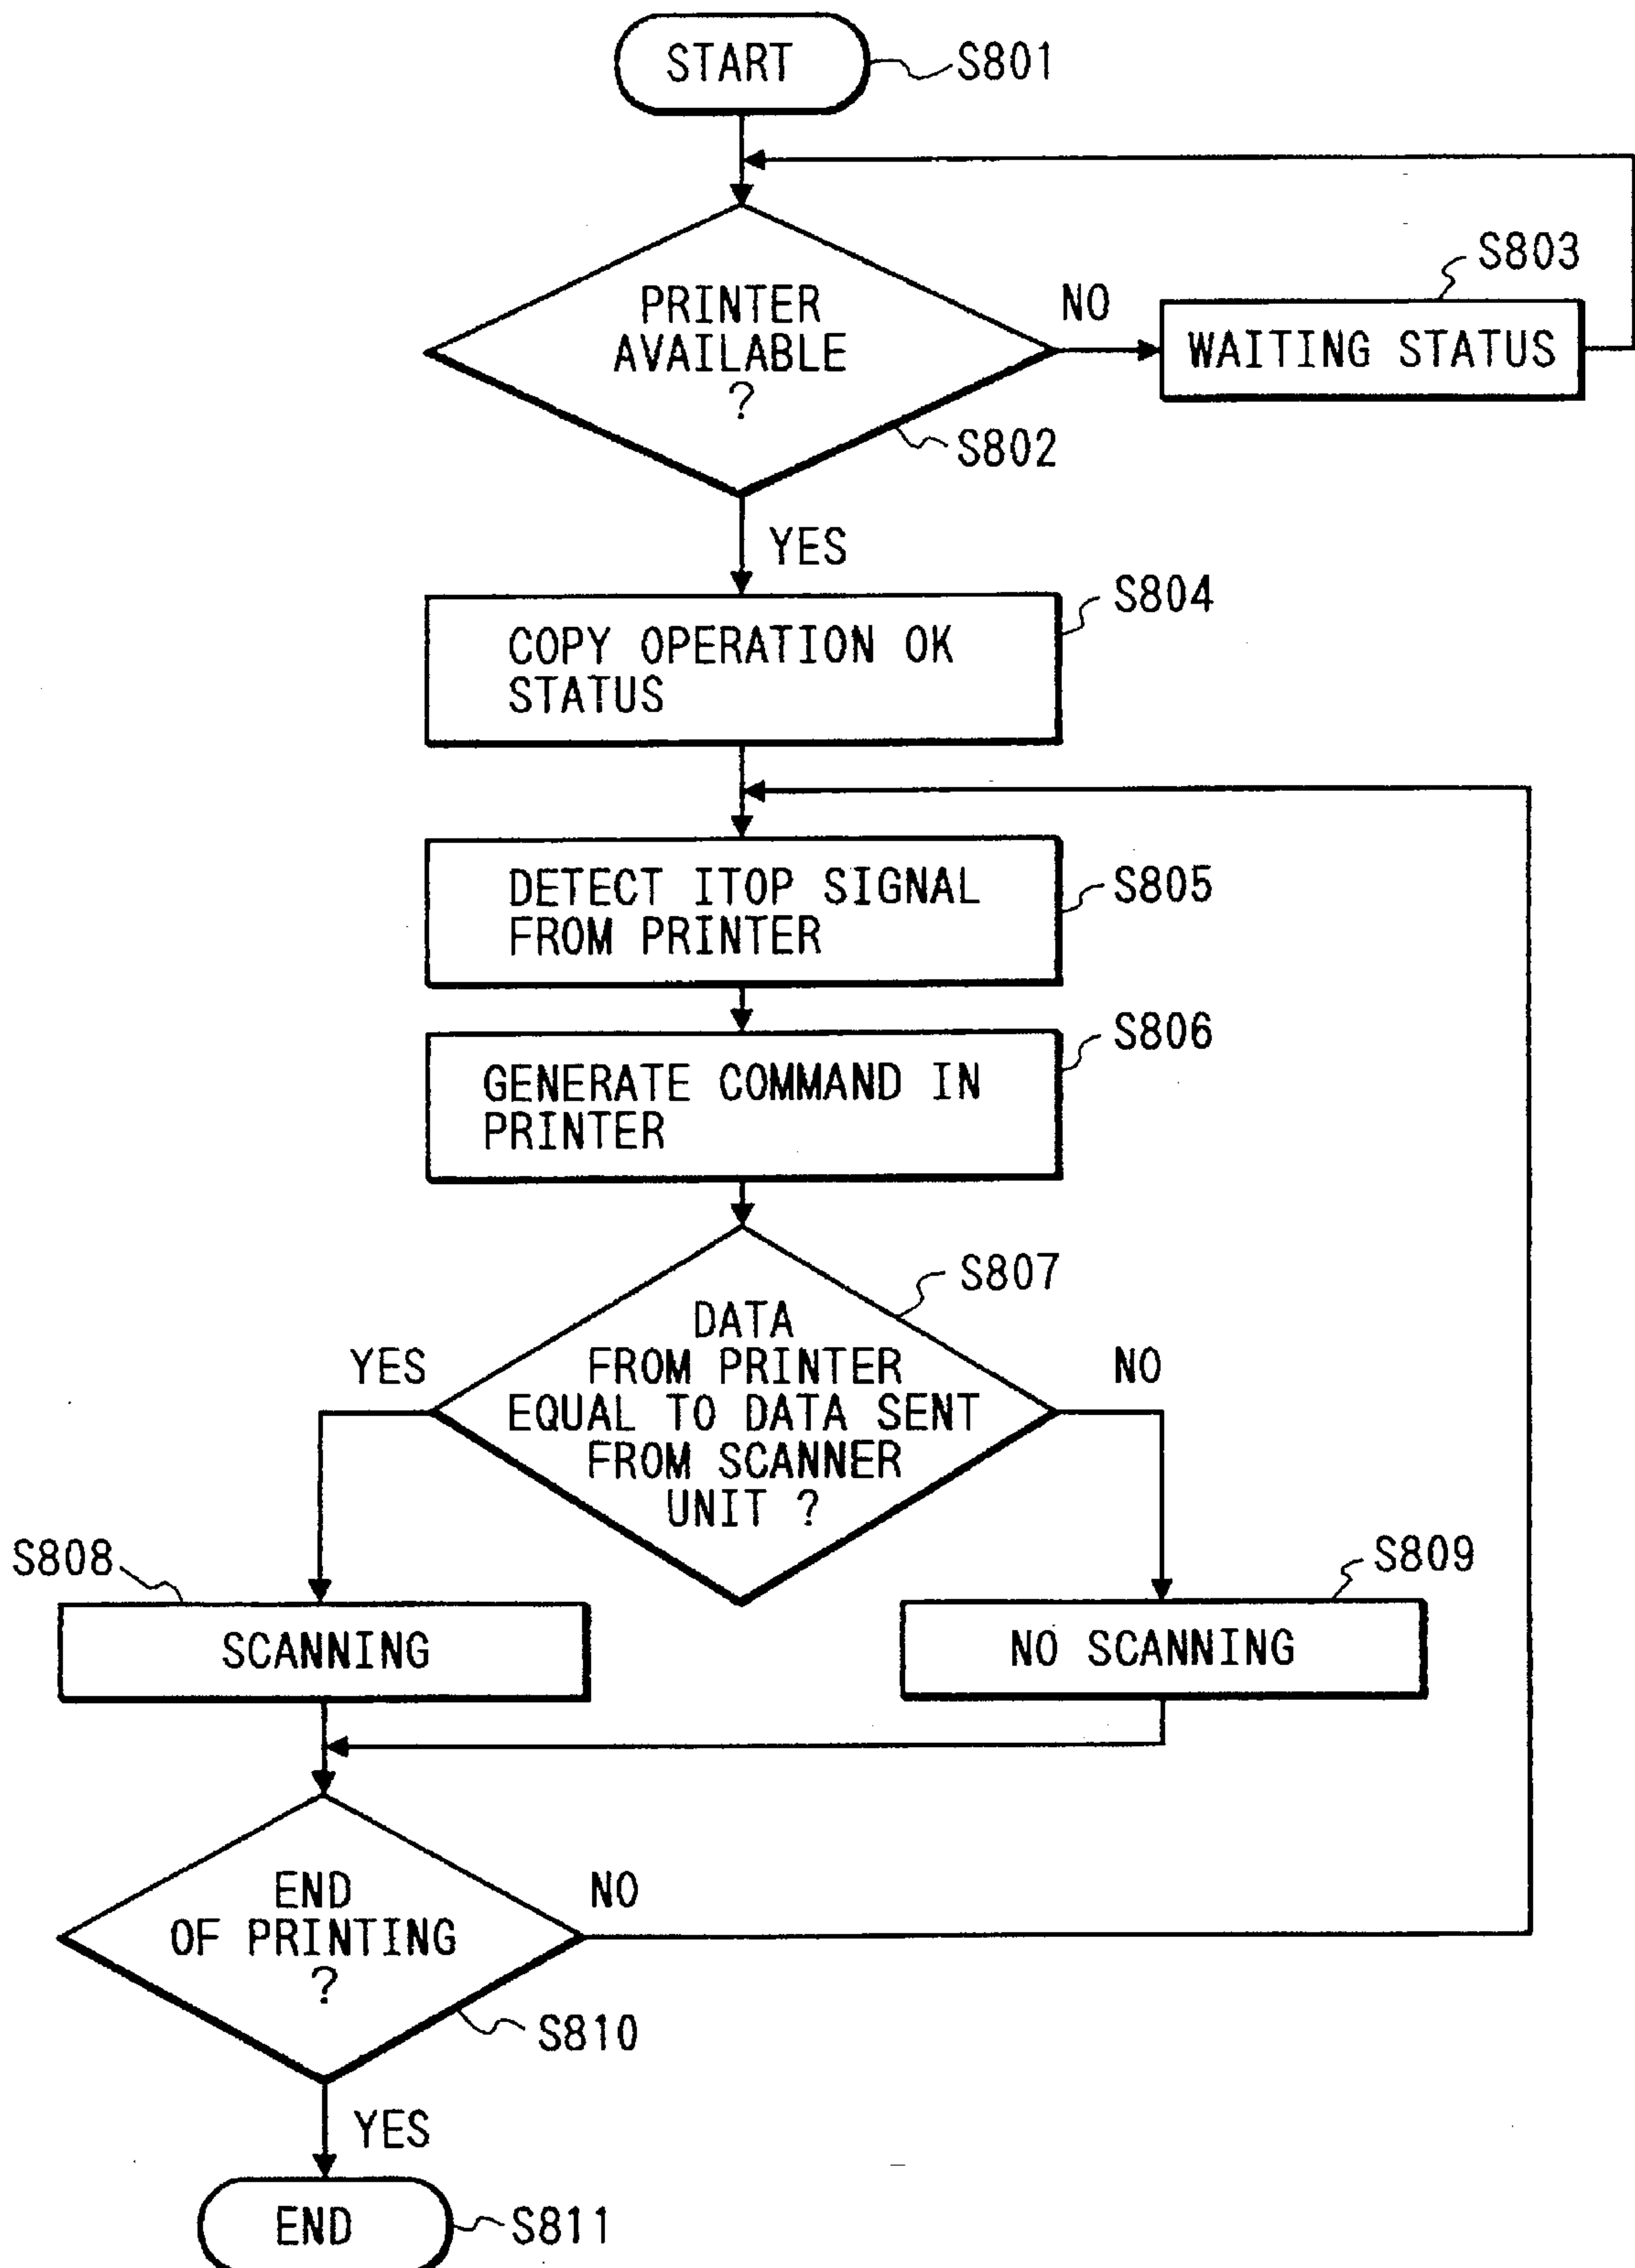 START
S801
S803
PRINTER
AVAILABLE
?
NO
WAITING STATUS
S802
YES
S804
COPY OPERATION OK
STATUS
S805
DETECT ITOP SIGNAL
FROM PRINTER
S806
GENERATE COMMAND IN
PRINTER
S807
DATA
FROM PRINTER
EQUAL TO DATA SENT
FROM SCANNER
UNIT ?
YES
NO
S808
SCANNING
S809
NO SCANNING
END
OF PRINTING
?
NO
S810
YES
END
S811